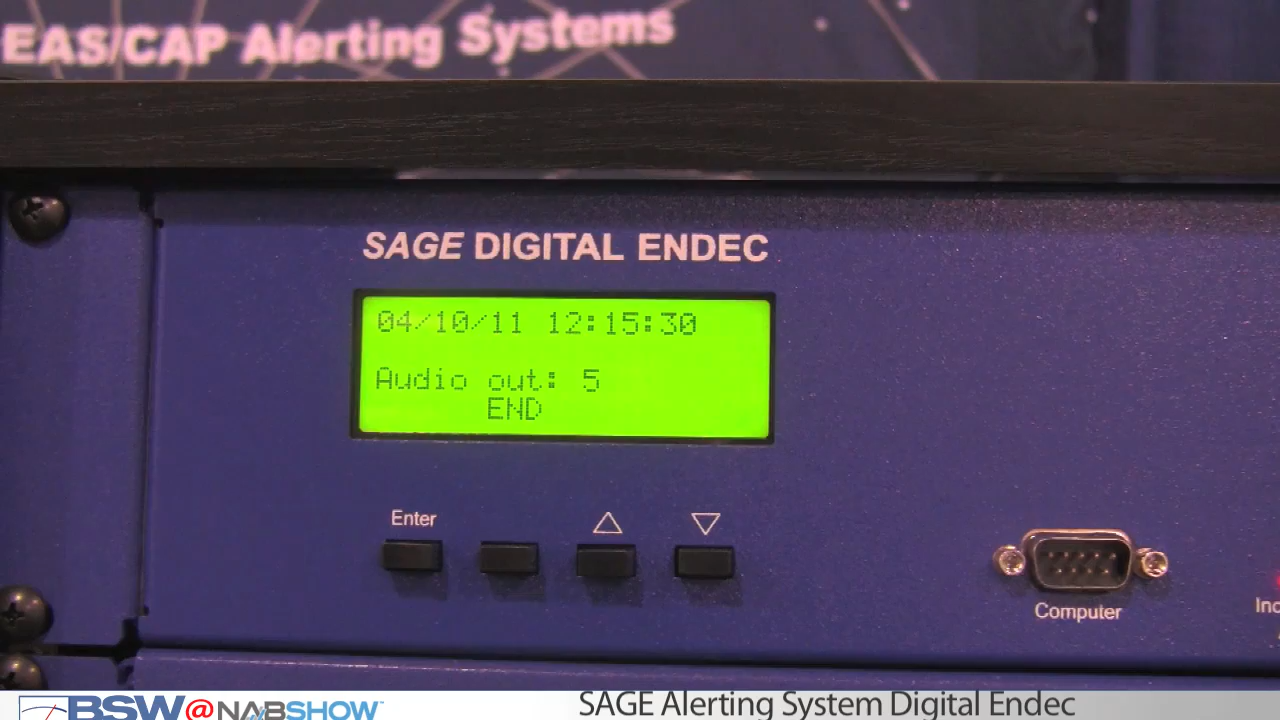 EAS/CAP Alerting Systems
SAGE DIGITAL ENDEC
04/10/11 12:15:30
Audio out: 5
END
Enter
Computer
BSW@NABSHOW
SAGE Alerting System Digital Endec